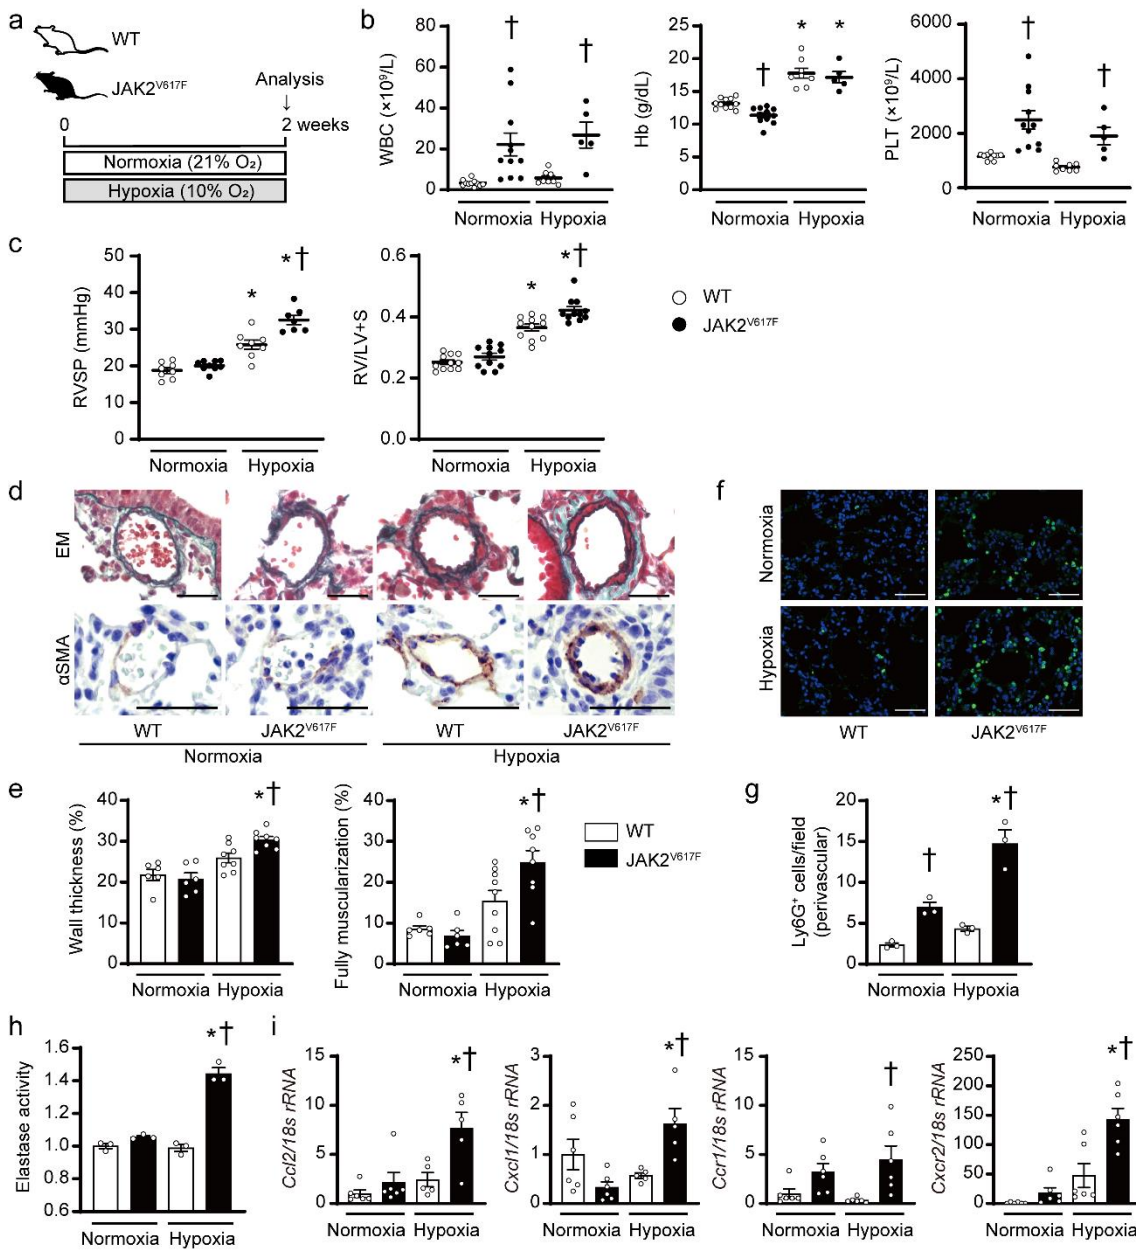 a
WT
JAK2V617F
Analysis
↓
0
2 weeks
Normoxia (21% O₂)
Hypoxia (10% O₂)
b
WBC (×10⁹/L)
80
60
40
20
0
†
†
Normoxia Hypoxia
Hb (g/dL)
25
20
15
10
5
0
†
*
*
Normoxia Hypoxia
PLT (×10⁹/L)
6000
4000
2000
0
†
†
Normoxia Hypoxia
c
RVSP (mmHg)
50
40
30
20
10
0
*
*†
Normoxia Hypoxia
RV/LV+S
0.6
0.4
0.2
0.0
*
*†
Normoxia Hypoxia
WT
JAK2V617F
d
EM
αSMA
WT JAK2V617F WT JAK2V617F
Normoxia Hypoxia
f
Normoxia
Hypoxia
WT JAK2V617F
e
Wall thickness (%)
40
30
20
10
0
*†
Normoxia Hypoxia
Fully muscularization (%)
40
30
20
10
0
*†
Normoxia Hypoxia
WT
JAK2V617F
g
Ly6G⁺ cells/field
(perivascular)
20
15
10
5
0
†
*†
Normoxia Hypoxia
h
Elastase activity
1.6
1.4
1.2
1.0
0.8
0.6
*†
Normoxia Hypoxia
i
Ccl2/18s rRNA
15
10
5
0
*†
Normoxia Hypoxia
Cxcl1/18s rRNA
3
2
1
0
*†
Normoxia Hypoxia
Ccr1/18s rRNA
15
10
5
0
†
Normoxia Hypoxia
Cxcr2/18s rRNA
250
200
150
100
50
0
*†
Normoxia Hypoxia